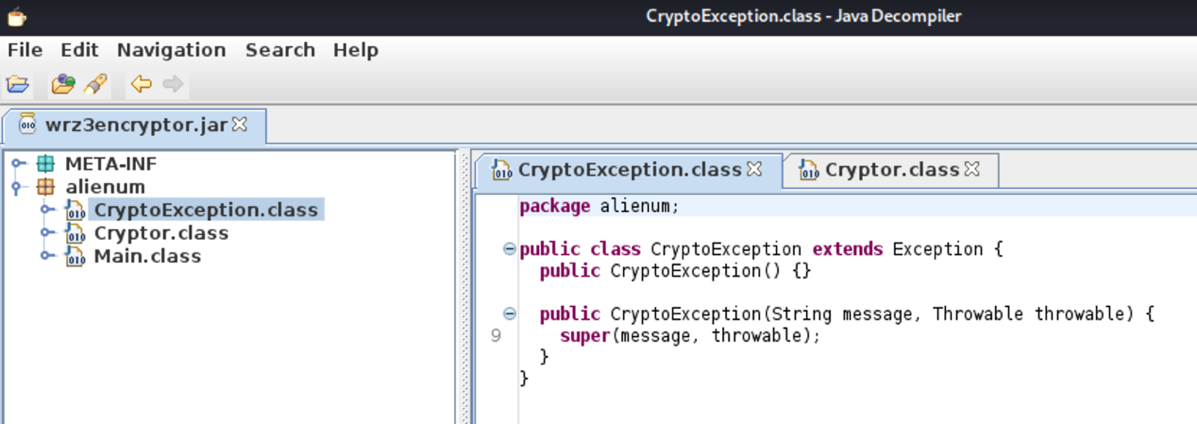 CryptoException.class - Java Decompiler
File Edit Navigation Search Help
wrz3encryptor.jar
META-INF
alienum
CryptoException.class
Cryptor.class
Main.class
CryptoException.class Cryptor.class
package alienum;
public class CryptoException extends Exception {
public CryptoException() {}
public CryptoException(String message, Throwable throwable) {
9 super(message, throwable);
}
}